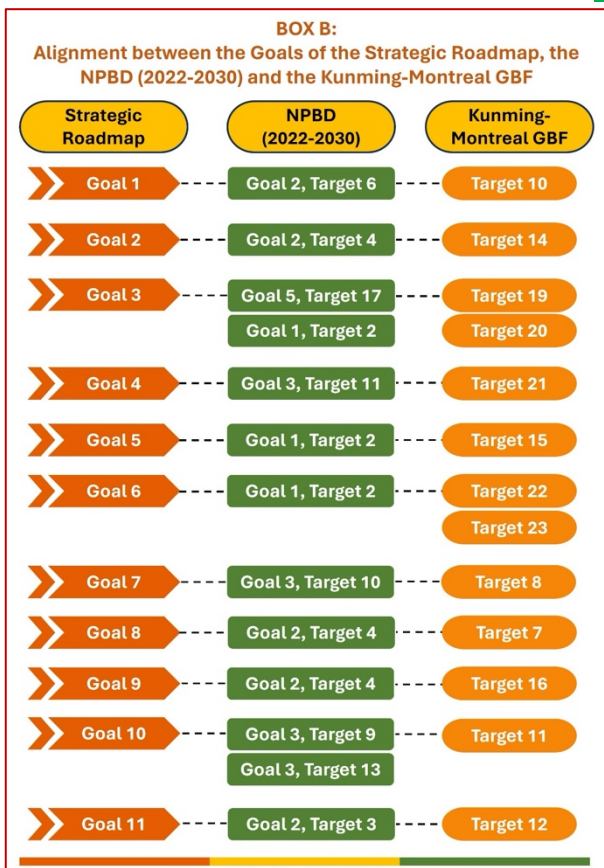 BOX B:
Alignment between the Goals of the Strategic Roadmap, the
NPBD (2022-2030) and the Kunming-Montreal GBF
Strategic
Roadmap
NPBD
(2022-2030)
Kunming-
Montreal GBF
Goal 1
Goal 2, Target 6
Target 10
Goal 2
Goal 2, Target 4
Target 14
Goal 3
Goal 5, Target 17
Target 19
Goal 1, Target 2
Target 20
Goal 4
Goal 3, Target 11
Target 21
Goal 5
Goal 1, Target 2
Target 15
Goal 6
Goal 1, Target 2
Target 22
Target 23
Goal 7
Goal 3, Target 10
Target 8
Goal 8
Goal 2, Target 4
Target 7
Goal 9
Goal 2, Target 4
Target 16
Goal 10
Goal 3, Target 9
Target 11
Goal 3, Target 13
Goal 11
Goal 2, Target 3
Target 12